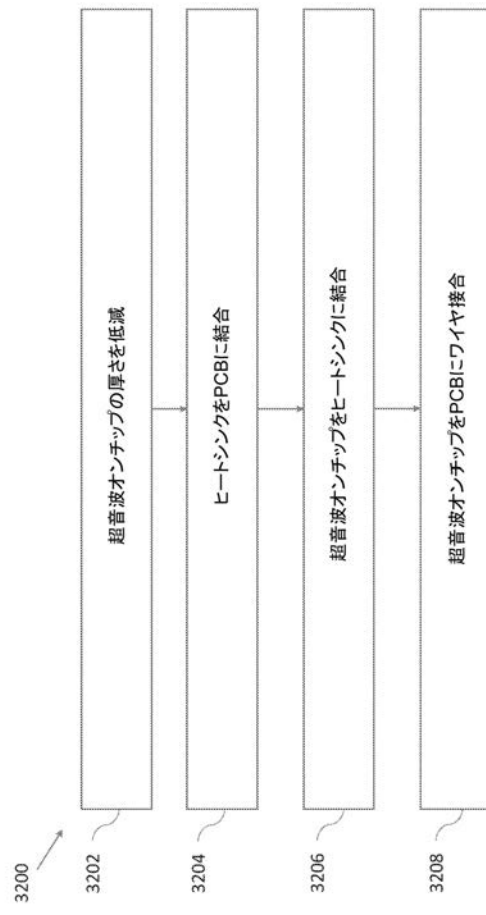 3200
3202
超音波オンチップの厚さを低減
3204
ヒートシンクをPCBに結合
3206
超音波オンチップをヒートシンクに結合
3208
超音波オンチップをPCBにワイヤ接合